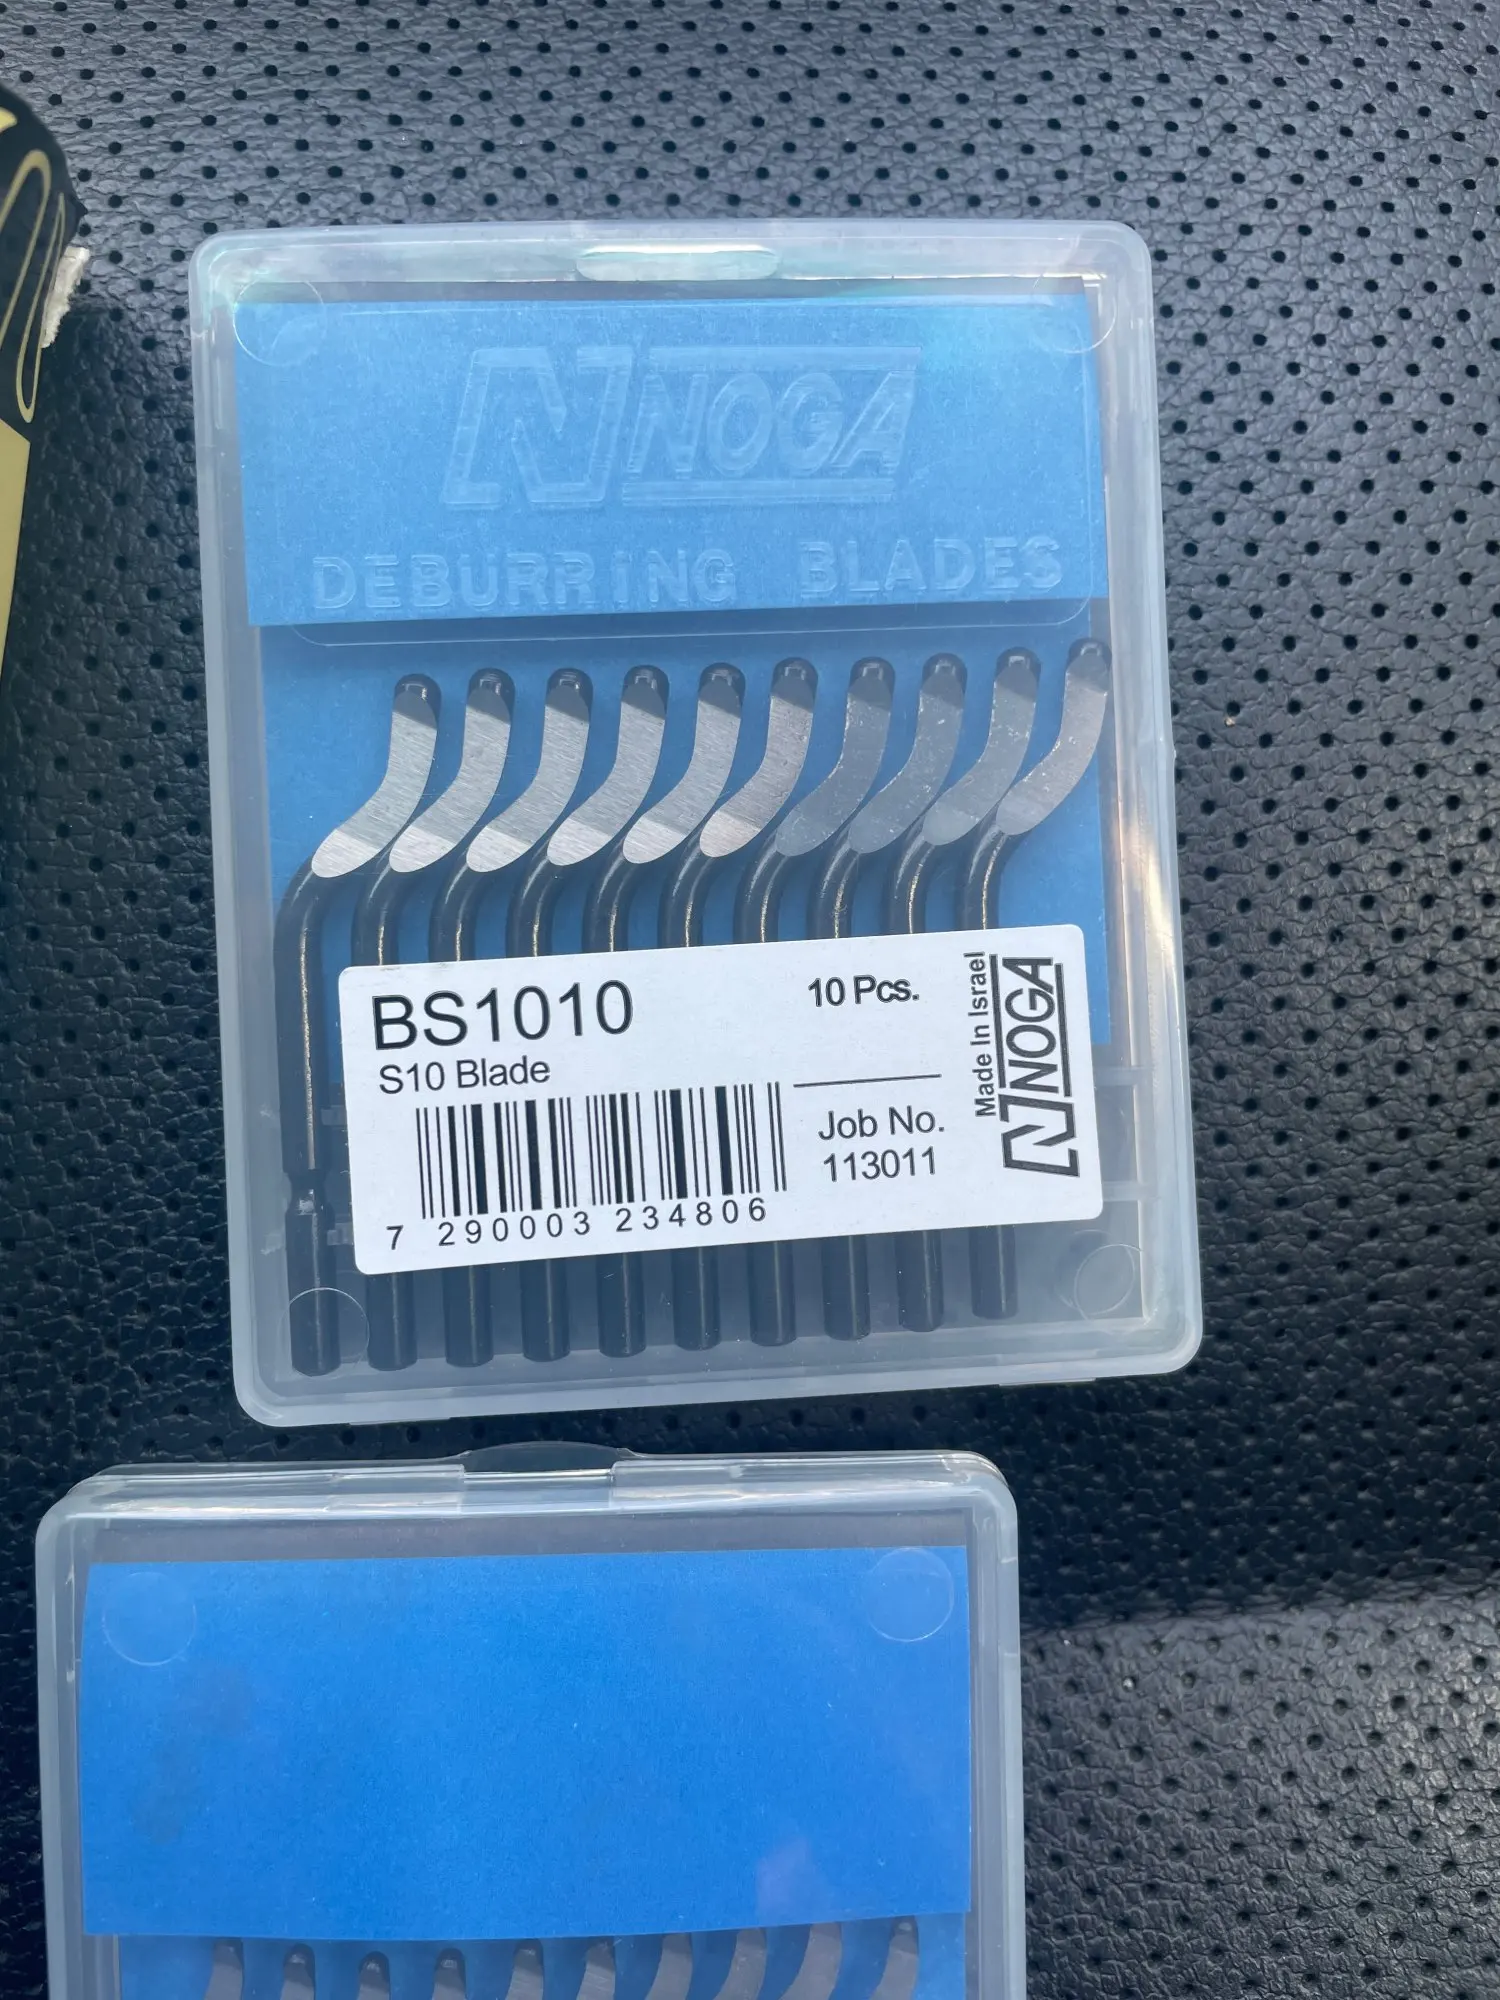 NOGA
DEBURRING BLADES
BS1010
10 Pcs.
S10 Blade
Job No.
113011
7 290003 234806
Made In Israel
NOGA